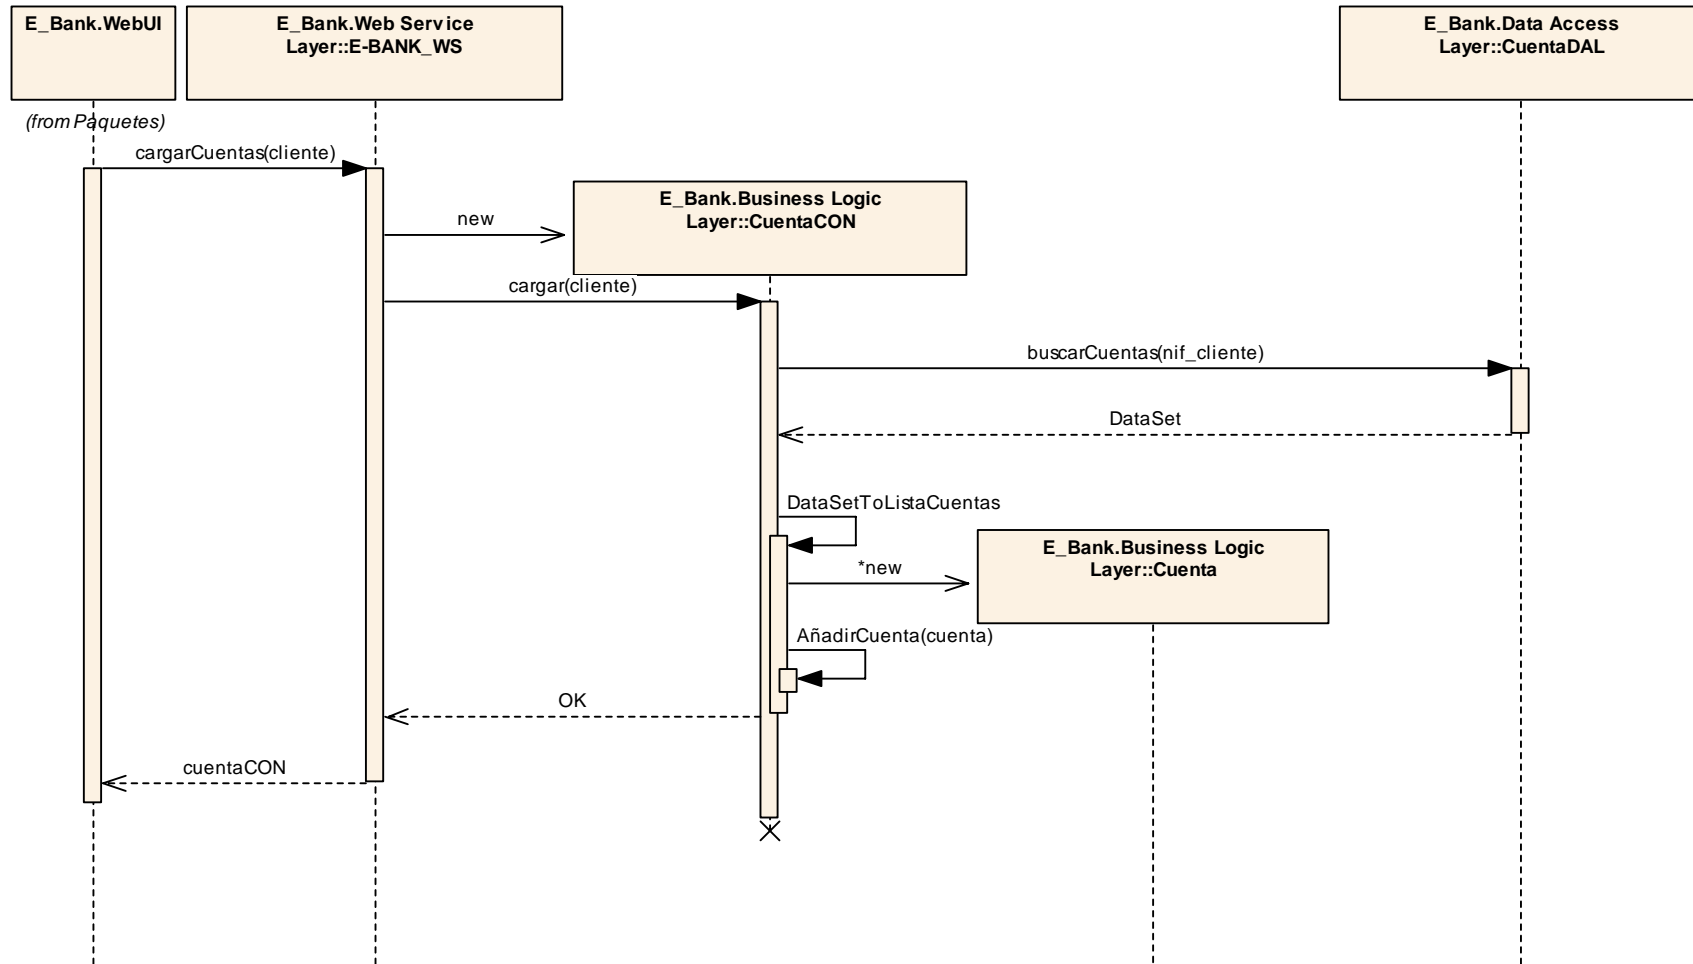 E_Bank.WebUI
E_Bank.Web Service
Layer::E-BANK_WS
E_Bank.Data Access
Layer::CuentaDAL
(from Paquetes)
cargarCuentas(cliente)
E_Bank.Business Logic
Layer::CuentaCON
new
cargar(cliente)
buscarCuentas(nif_cliente)
DataSet
DataSetToListaCuentas
E_Bank.Business Logic
Layer::Cuenta
*new
AñadirCuenta(cuenta)
OK
cuentaCON